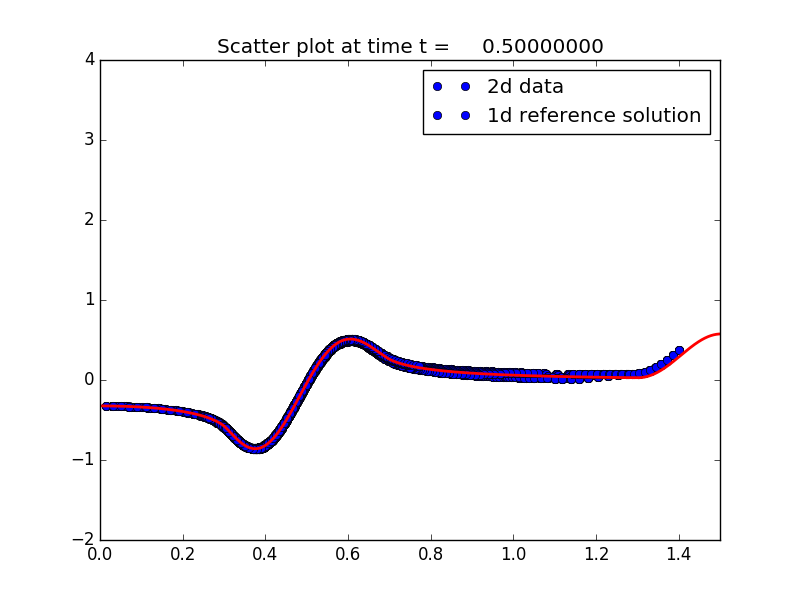 Scatter plot at time t =     0.50000000
2d data
1d reference solution
4
3
2
1
0
−1
−2
0.0 0.2 0.4 0.6 0.8 1.0 1.2 1.4